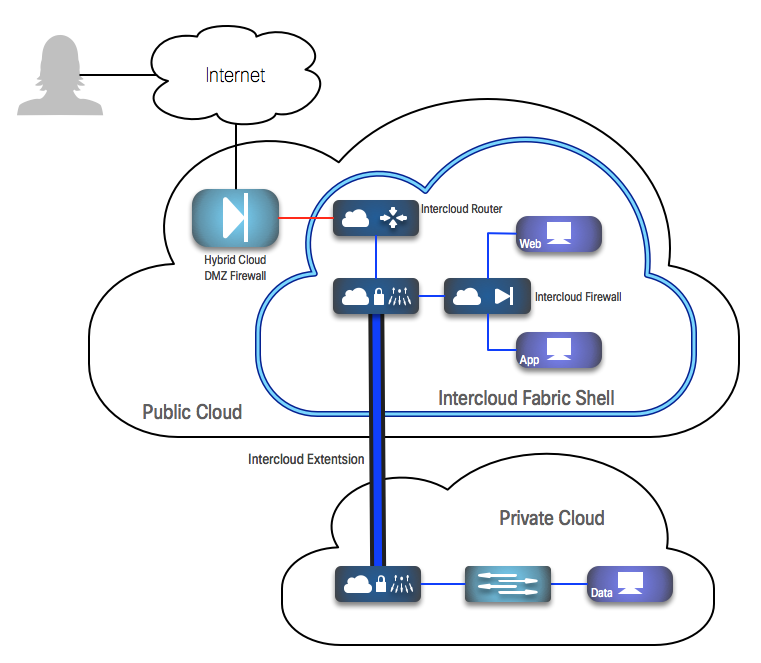 Internet
Intercloud Router
Web
Hybrid Cloud
DMZ Firewall
Intercloud Firewall
App
Intercloud Fabric Shell
Public Cloud
Intercloud Extentsion
Private Cloud
Data